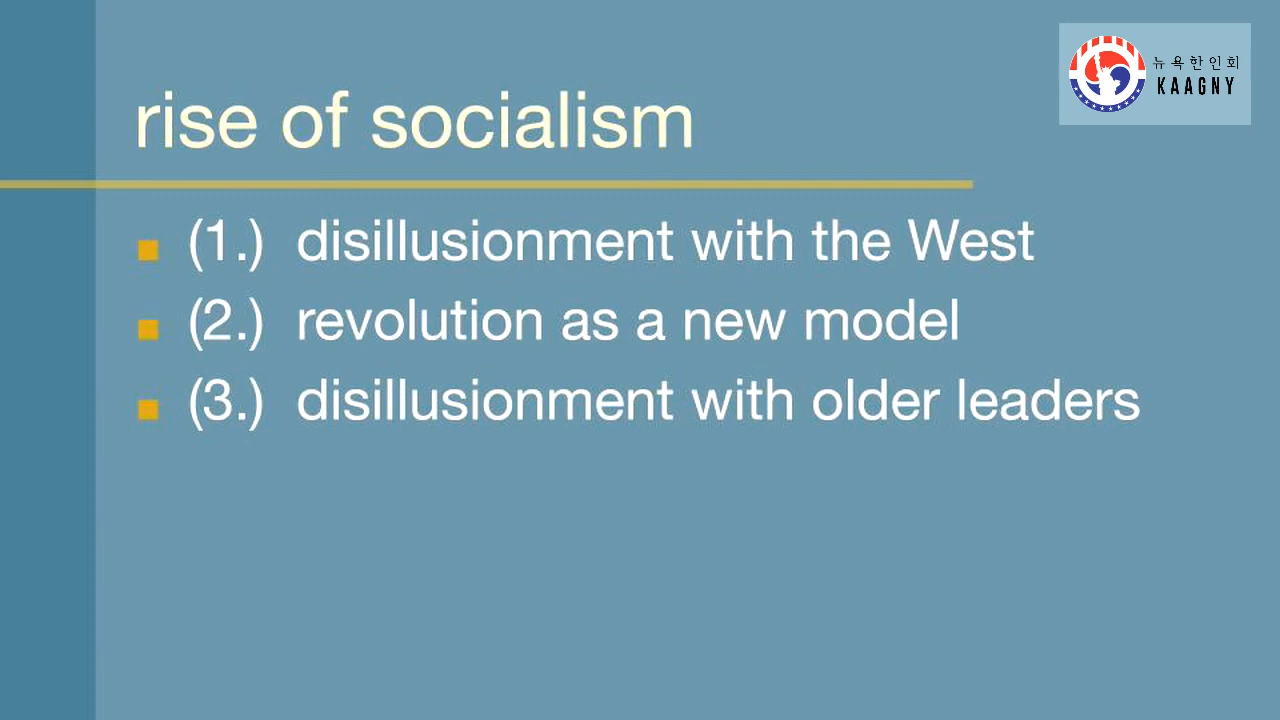 뉴욕한인회
KAAGNY
rise of socialism
(1.) disillusionment with the West
(2.) revolution as a new model
(3.) disillusionment with older leaders